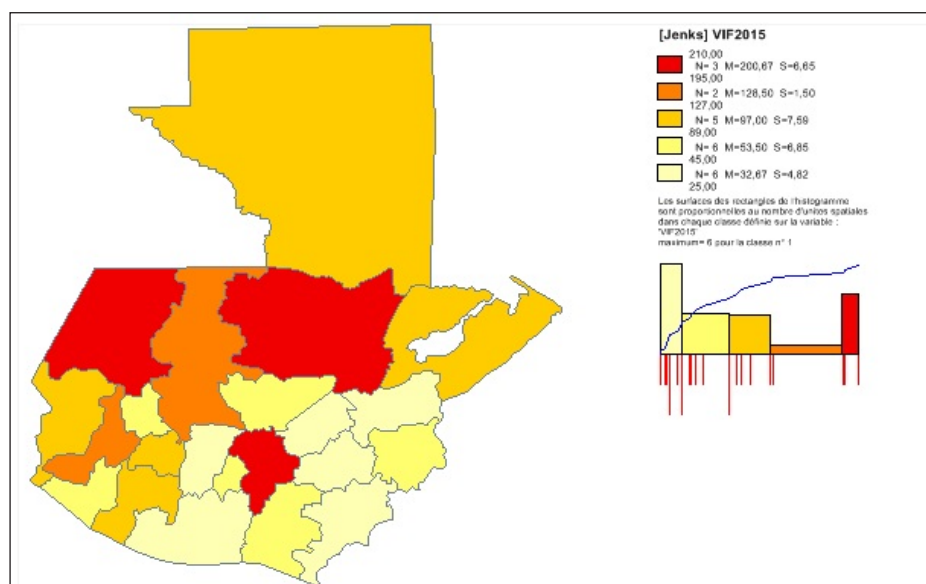 [Jenks] VIF2015
210,00
N= 3 M=200,67 S=6,65
195,00
N= 2 M=128,50 S=1,50
127,00
N= 5 M=97,00 S=7,59
89,00
N= 6 M=53,50 S=6,85
45,00
N= 6 M=32,67 S=4,82
25,00
Les surfaces des rectangles de l'histogramme
sont proportionnelles au nombre d'unites spatiales
dans chaque classe définie sur la variable :
'VIF2015'
maximum= 6 pour la classe n° 1